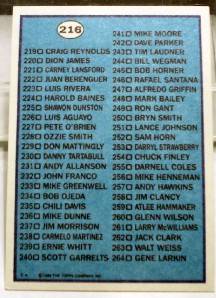 216
219 CRAIG REYNOLDS
220 DION JAMES
221 CARNEY LANSFORD
222 JUAN BERENGUER
223 LUIS RIVERA
224 HAROLD BAINES
225 SHAWON DUNSTON
226 LUIS AGUAYO
227 PETE O'BRIEN
228 OZZIE SMITH
229 DON MATTINGLY
230 DANNY TARTABULL
231 ANDY ALLANSON
232 JOHN FRANCO
233 MIKE GREENWELL
234 BOB OJEDA
235 CHILI DAVIS
236 MIKE DUNNE
237 JIM MORRISON
238 CARMELO MARTINEZ
239 ERNIE WHITT
240 SCOTT GARRELTS
241 MIKE MOORE
242 DAVE PARKER
243 TIM LAUDNER
244 BILL WEGMAN
245 BOB HORNER
246 RAFAEL SANTANA
247 ALFREDO GRIFFIN
248 MARK BAILEY
249 RON GANT
250 BRYN SMITH
251 LANCE JOHNSON
252 SAM HORN
253 DARRYL STRAWBERRY
254 CHUCK FINLEY
255 DARNELL COLES
256 MIKE HENNEMAN
257 ANDY HAWKINS
258 JIM CLANCY
259 ATLEE HAMMAKER
260 GLENN WILSON
261 LARRY McWILLIAMS
262 JACK CLARK
263 WALT WEISS
264 GENE LARKIN